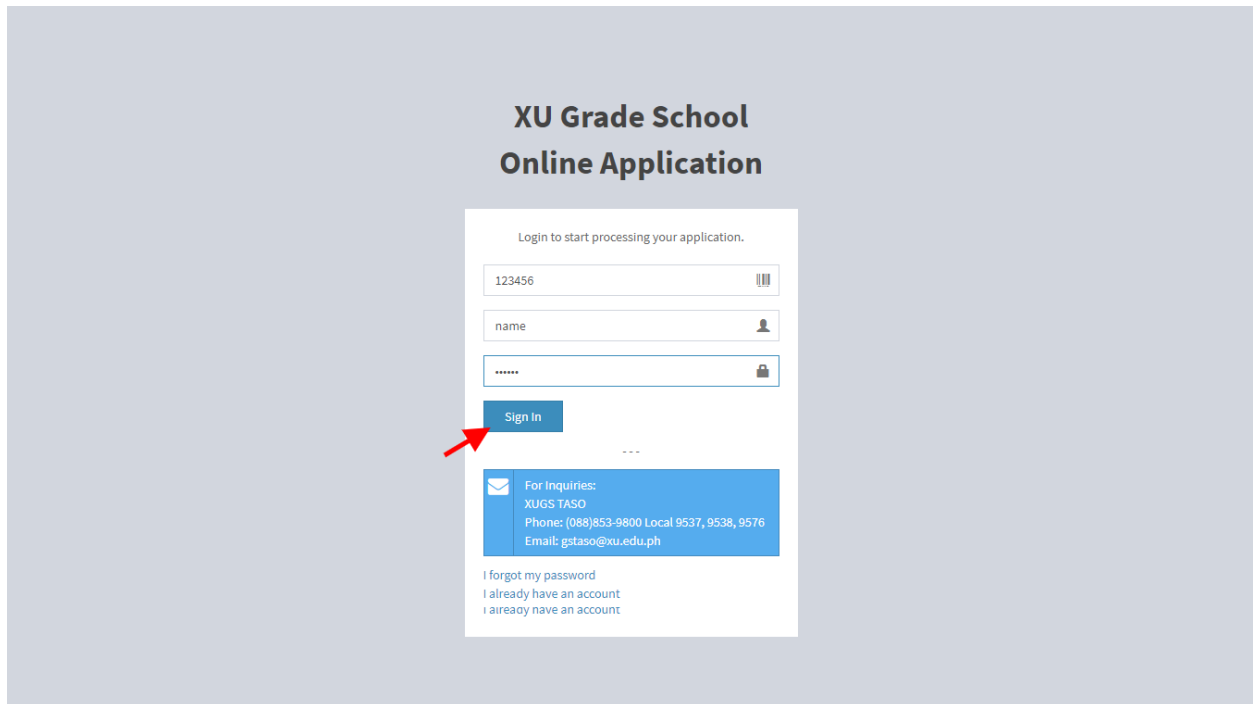 XU Grade School
Online Application
Login to start processing your application.
123456
name
••••••
Sign In
---
For Inquiries:
XUGS TASO
Phone: (088)853-9800 Local 9537, 9538, 9576
Email: gstaso@xu.edu.ph
I forgot my password
I already have an account
I already have an account